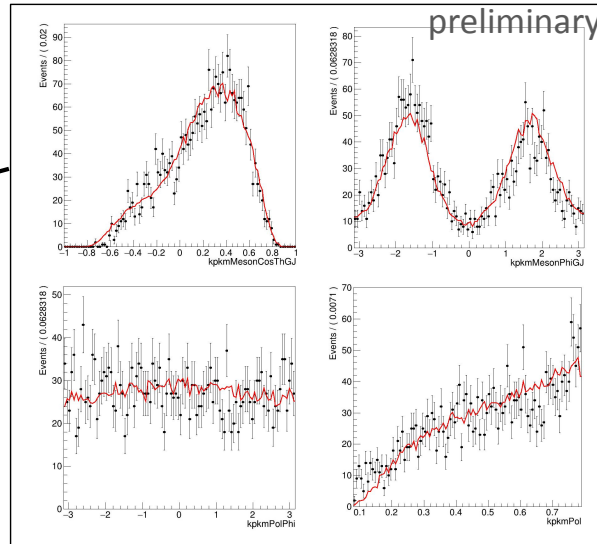 preliminary
Events / ( 0.02)
90
80
70
60
50
40
30
20
10
0
−1 −0.8 −0.6 −0.4 −0.2 0 0.2 0.4 0.6 0.8 1
kpkmMesonCosThGJ
Events / ( 0.0628318)
80
70
60
50
40
30
20
10
0
−3 −2 −1 0 1 2 3
kpkmMesonPhiGJ
Events / ( 0.0628318)
50
40
30
20
10
0
−3 −2 −1 0 1 2 3
kpkmPolPhi
Events / ( 0.0071)
70
60
50
40
30
20
10
0
0.1 0.2 0.3 0.4 0.5 0.6 0.7
kpkmPol